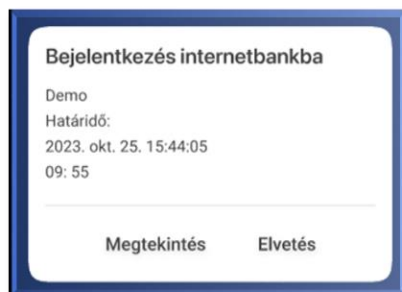 Bejelentkezés internetbankba
Demo
Határidő:
2023. okt. 25. 15:44:05
09: 55
Megtekintés Elvetés